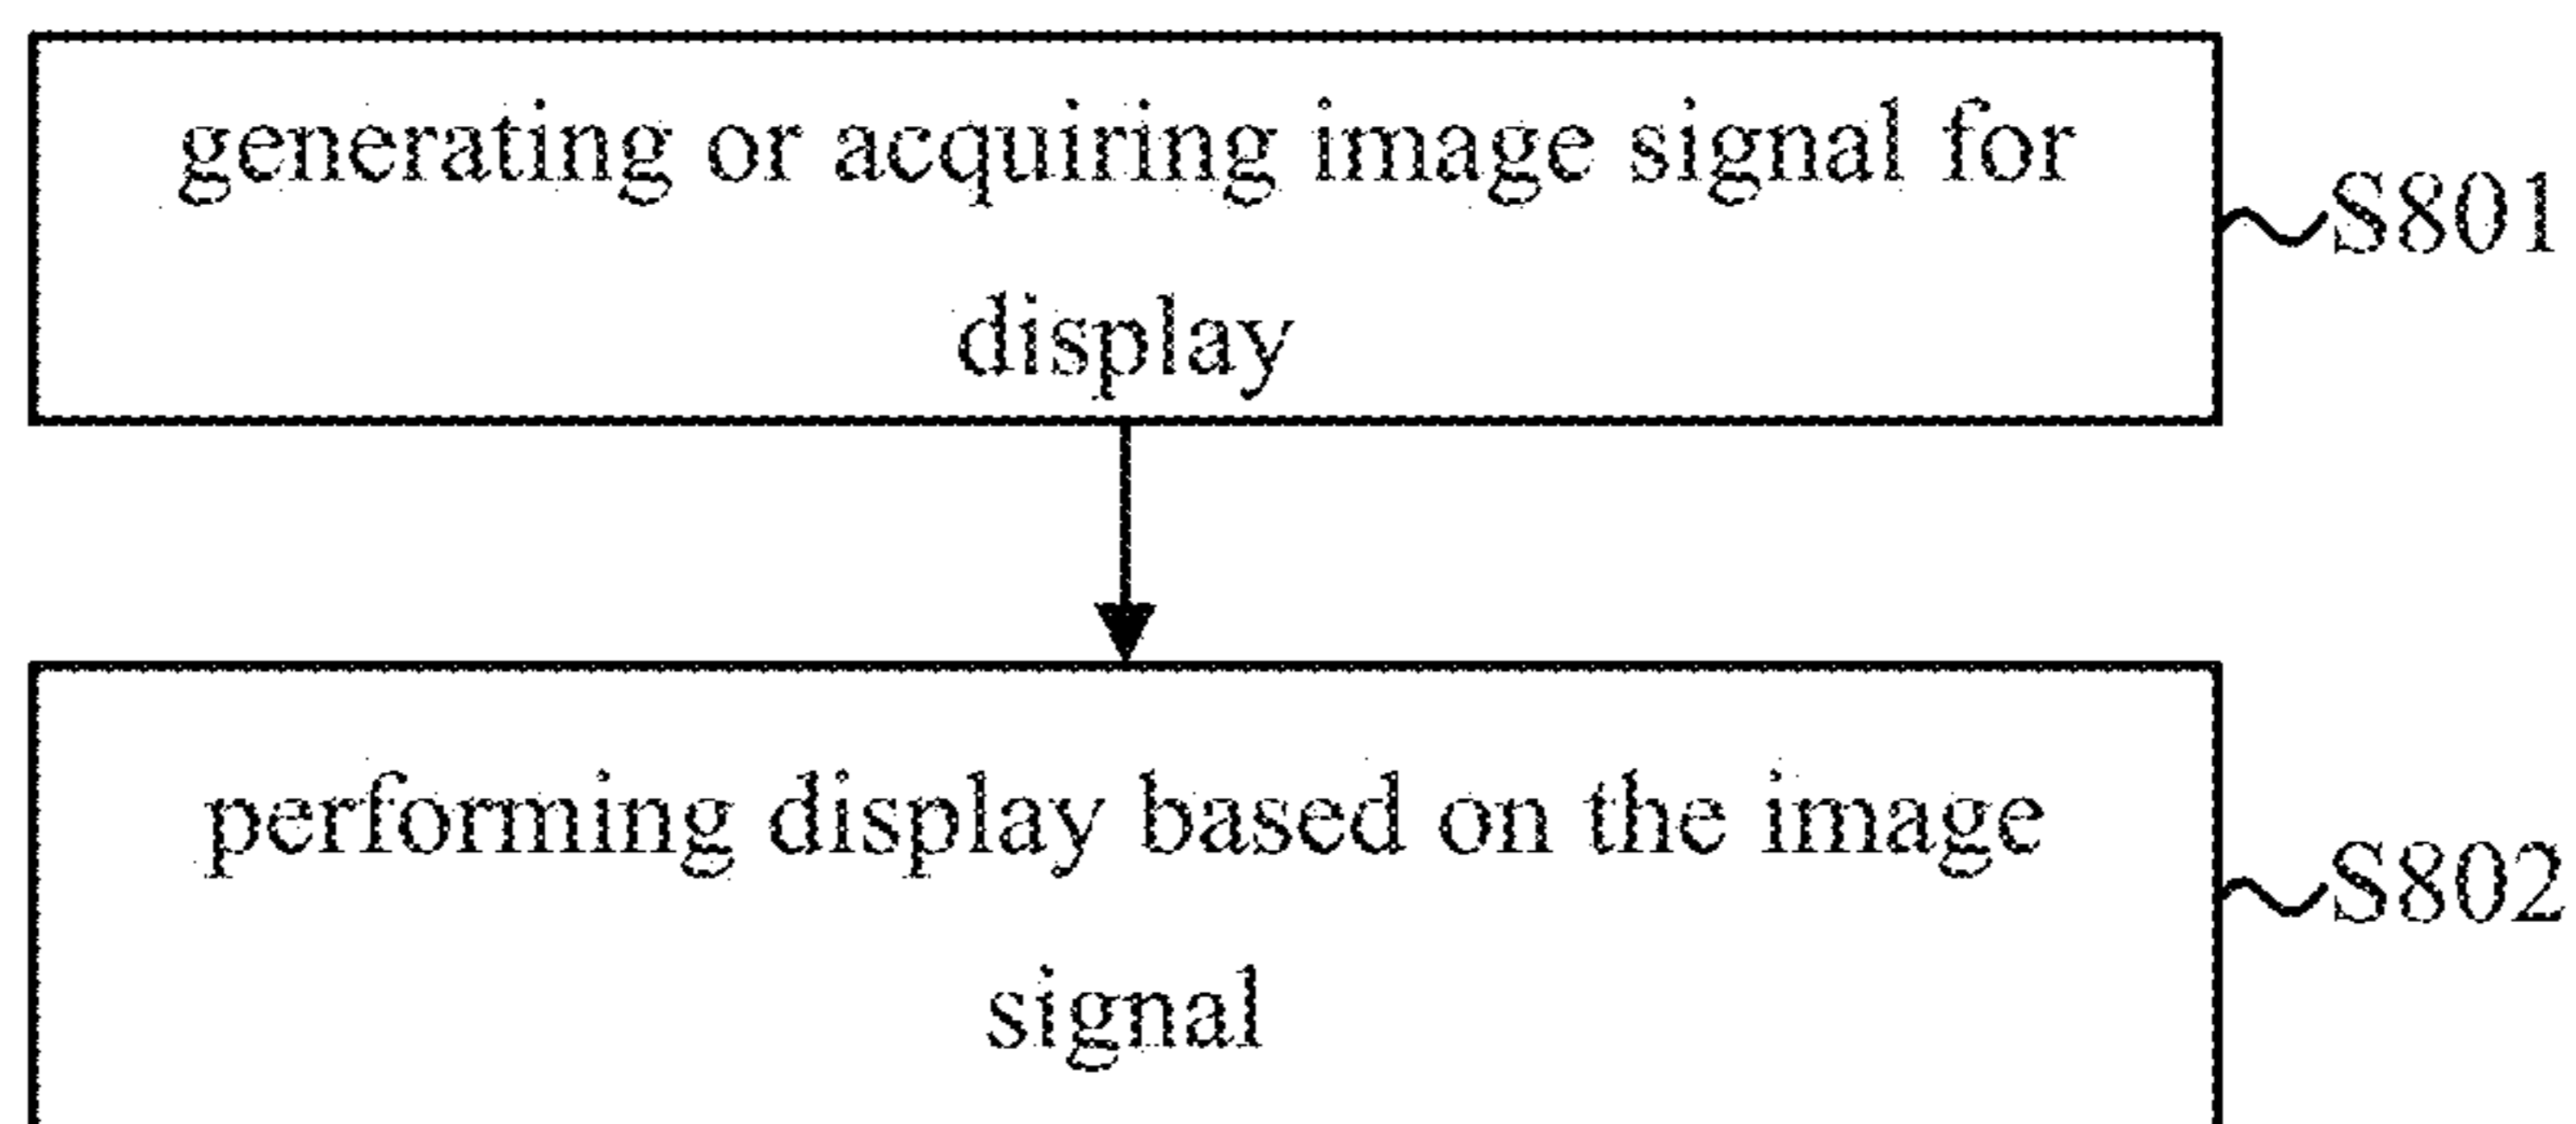 generating or acquiring image signal for
display
S801
performing display based on the image
signal
S802